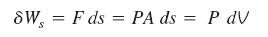 δW_s = F ds = PA ds = P dV